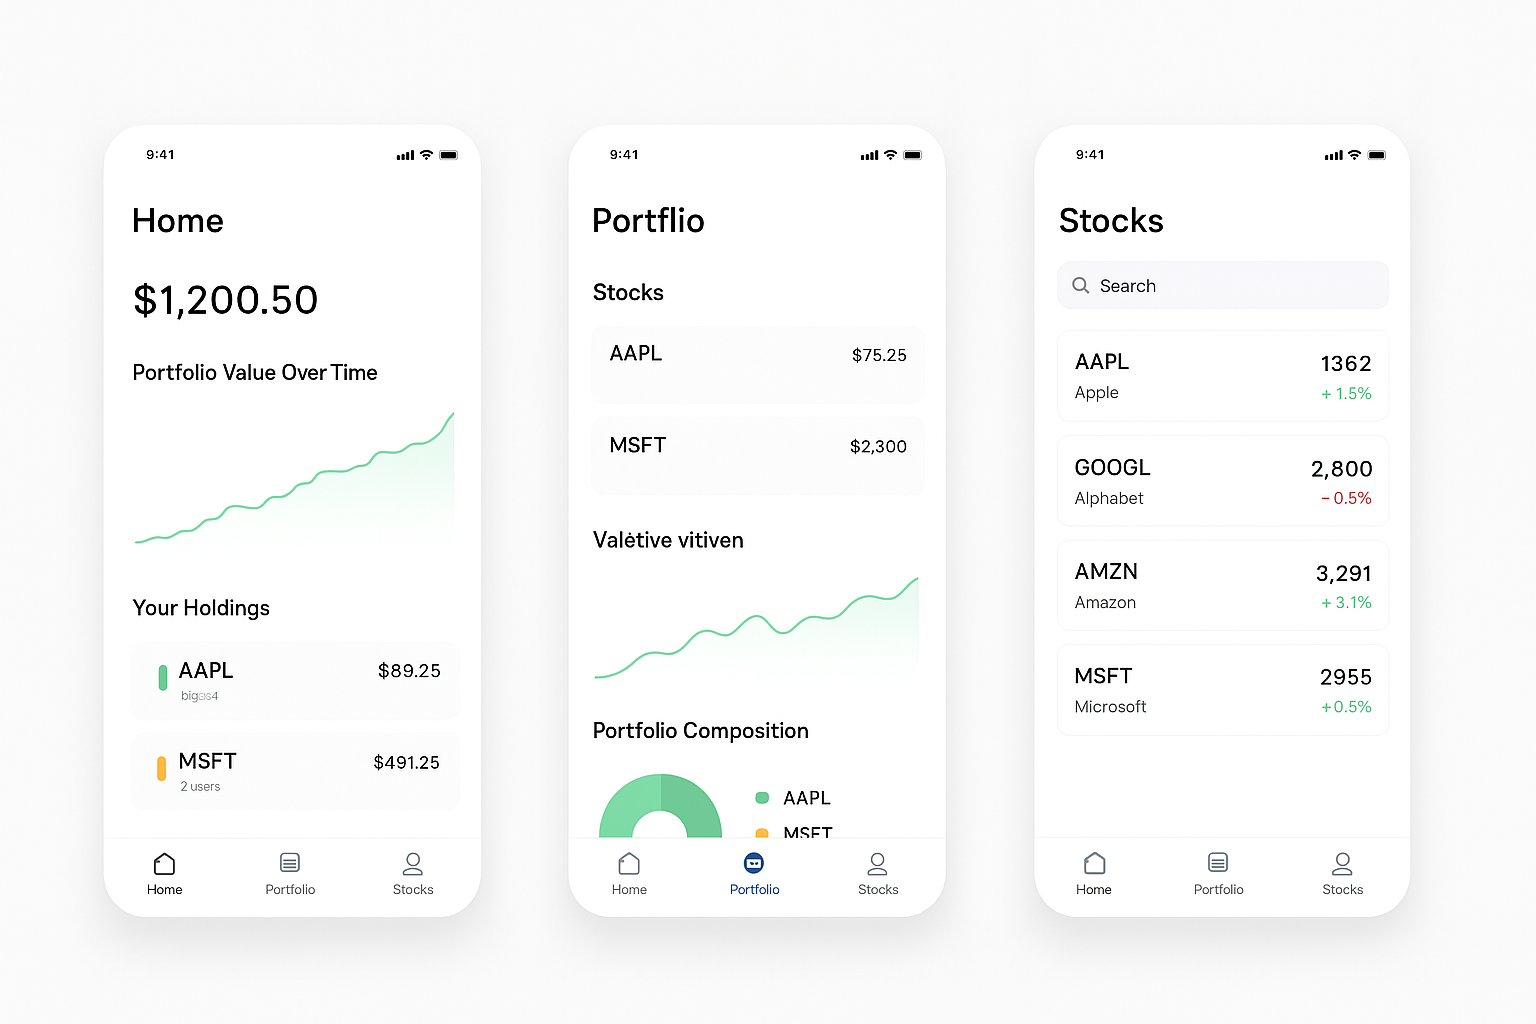 9:41
Home
$1,200.50
Portfolio Value Over Time
Your Holdings
AAPL $89.25
MSFT $491.25
2 users
Home Portfolio Stocks
9:41
Portflio
Stocks
AAPL $75.25
MSFT $2,300
Valėtive vitiven
Portfolio Composition
AAPL
MSFT
Home Portfolio Stocks
9:41
Stocks
Search
AAPL 1362
Apple + 1.5%
GOOGL 2,800
Alphabet − 0.5%
AMZN 3,291
Amazon + 3.1%
MSFT 2955
Microsoft +0.5%
Home Portfolio Stocks